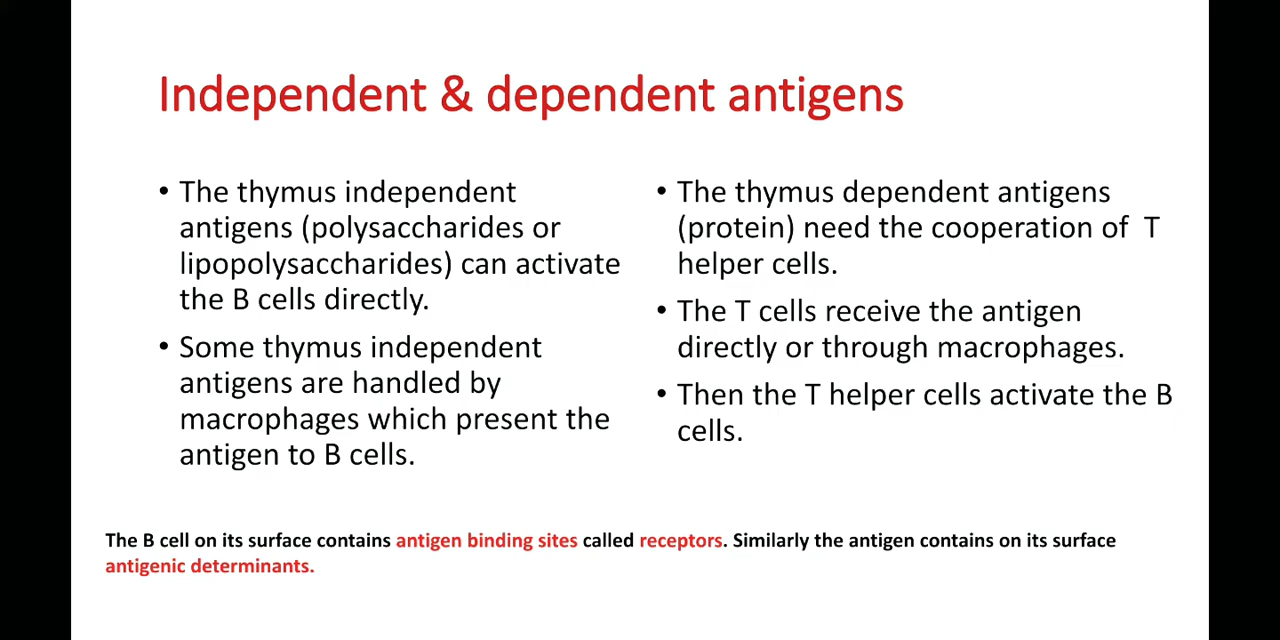 Independent & dependent antigens
• The thymus independent
antigens (polysaccharides or
lipopolysaccharides) can activate
the B cells directly.
• Some thymus independent
antigens are handled by
macrophages which present the
antigen to B cells.
• The thymus dependent antigens
(protein) need the cooperation of T
helper cells.
• The T cells receive the antigen
directly or through macrophages.
• Then the T helper cells activate the B
cells.
The B cell on its surface contains antigen binding sites called receptors. Similarly the antigen contains on its surface
antigenic determinants.